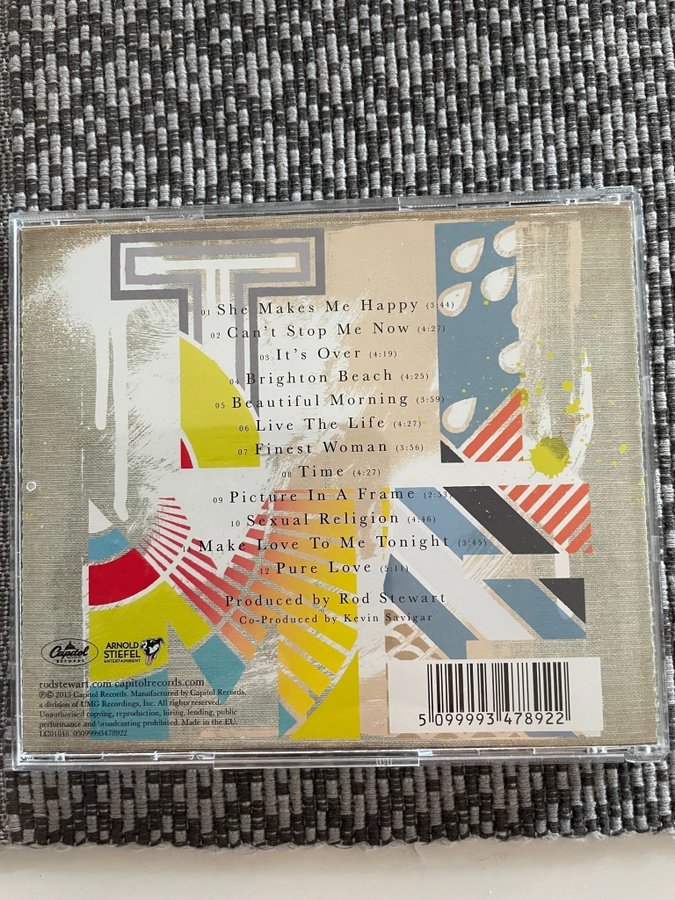 01 She Makes Me Happy (3:44)
02 Can't Stop Me Now (4:27)
03 It's Over (4:19)
04 Brighton Beach (4:25)
05 Beautiful Morning (3:59)
06 Live The Life (4:27)
07 Finest Woman (3:56)
08 Time (4:27)
09 Picture In A Frame (2:53)
10 Sexual Religion (4:46)
11 Make Love To Me Tonight (3:45)
12 Pure Love (5:11)
Produced by Rod Stewart
Co-Produced by Kevin Savigar
Capitol
RECORDS
ARNOLD
STIEFEL
ENTERTAINMENT
rodstewart.com capitolrecords.com
℗© 2013 Capitol Records. Manufactured by Capitol Records,
a division of UMG Recordings, Inc. All rights reserved.
Unauthorised copying, reproduction, hiring, lending, public
performance and broadcasting prohibited. Made in the EU.
LC01846. 0509993478922
5 099993 478922